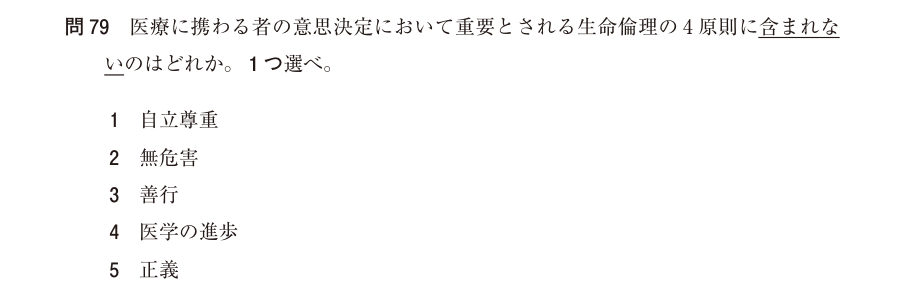 問79　医療に携わる者の意思決定において重要とされる生命倫理の４原則に含まれな
いのはどれか。１つ選べ。
1　自立尊重
2　無危害
3　善行
4　医学の進歩
5　正義